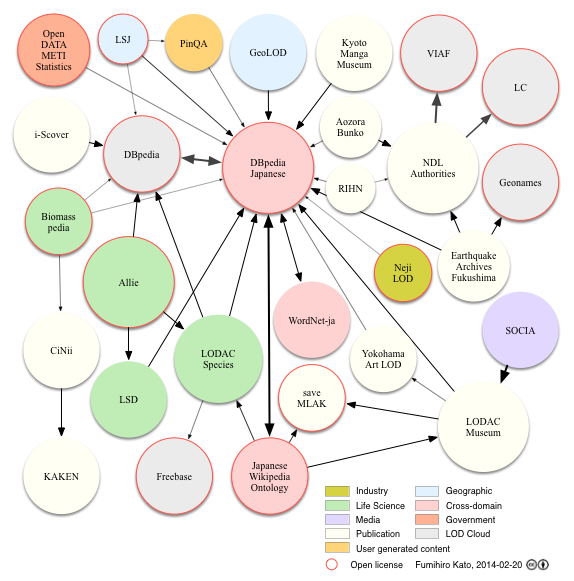 Open
DATA
METI
Statistics
LSJ
PinQA
GeoLOD
Kyoto
Manga
Museum
VIAF
LC
i-Scover
DBpedia
DBpedia
Japanese
Aozora
Bunko
NDL
Authorities
RIHN
Geonames
Biomass
pedia
Allie
Neji
LOD
Earthquake
Archives
Fukushima
WordNet-ja
SOCIA
CiNii
LODAC
Species
Yokohama
Art LOD
LSD
save
MLAK
LODAC
Museum
KAKEN
Freebase
Japanese
Wikipedia
Ontology
Industry
Geographic
Life Science
Cross-domain
Media
Government
Publication
LOD Cloud
User generated content
Open license
Fumihiro Kato, 2014-02-20